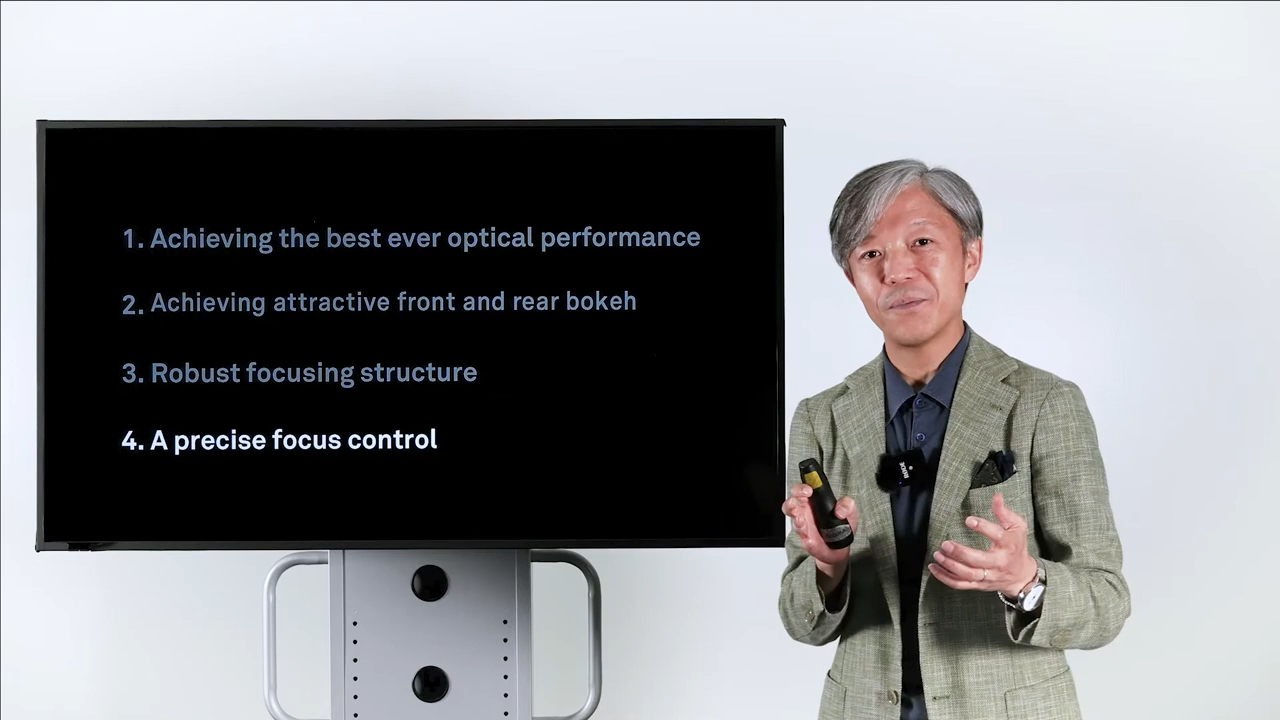 1. Achieving the best ever optical performance
2. Achieving attractive front and rear bokeh
3. Robust focusing structure
4. A precise focus control
RØDE